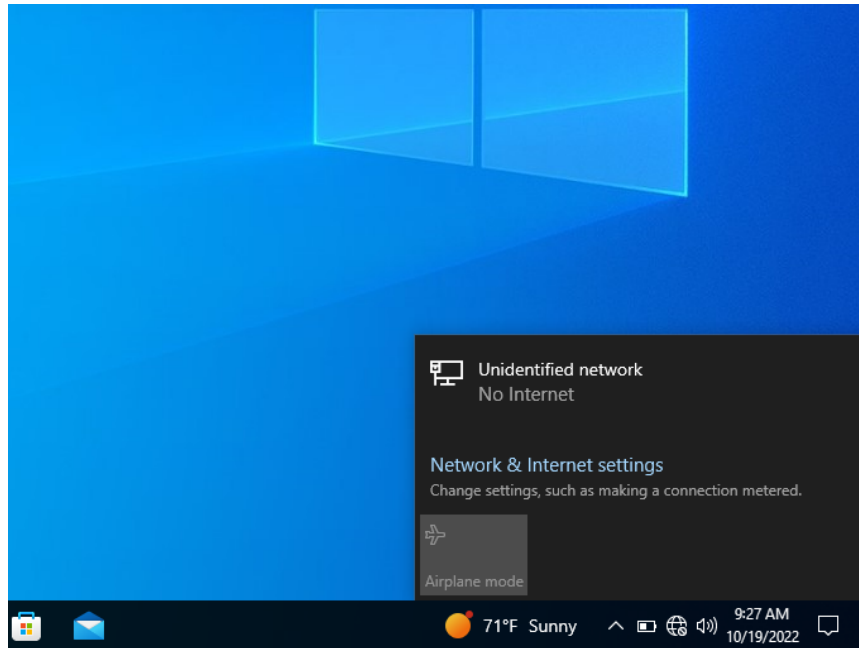 Unidentified network
No Internet
Network & Internet settings
Change settings, such as making a connection metered.
Airplane mode
71°F Sunny
9:27 AM
10/19/2022